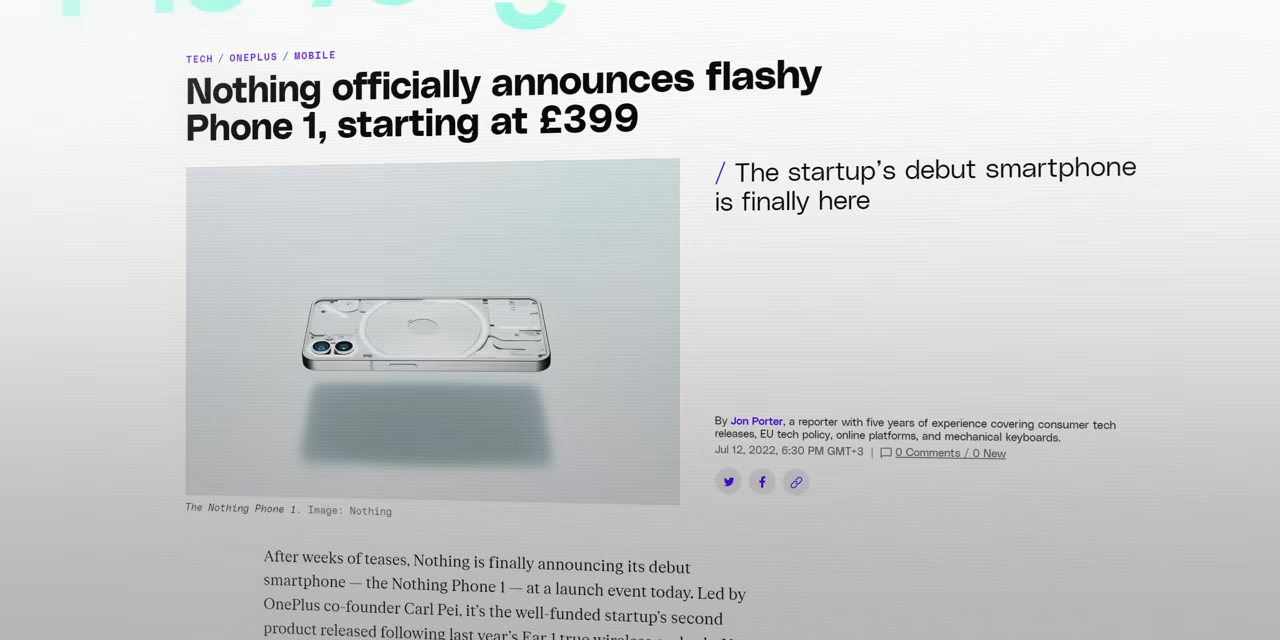 TECH / ONEPLUS / MOBILE
Nothing officially announces flashy
Phone 1, starting at £399
/ The startup’s debut smartphone
is finally here
By Jon Porter, a reporter with five years of experience covering consumer tech
releases, EU tech policy, online platforms, and mechanical keyboards.
Jul 12, 2022, 6:30 PM GMT+3 | 0 Comments / 0 New
The Nothing Phone 1. Image: Nothing
After weeks of teases, Nothing is finally announcing its debut
smartphone — the Nothing Phone 1 — at a launch event today. Led by
OnePlus co-founder Carl Pei, it’s the well-funded startup’s second
product released following last year’s Ear 1 true